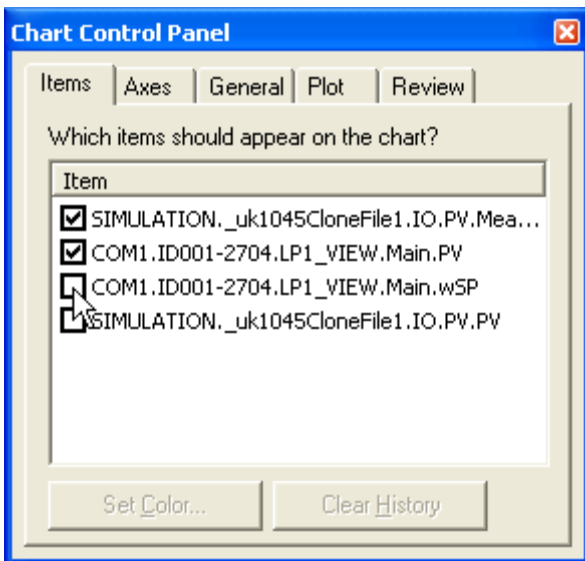 Chart Control Panel
Items Axes General Plot Review
Which items should appear on the chart?
Item
SIMULATION._uk1045CloneFile1.IO.PV.Mea...
COM1.ID001-2704.LP1_VIEW.Main.PV
COM1.ID001-2704.LP1_VIEW.Main.wSP
SIMULATION._uk1045CloneFile1.IO.PV.PV
Set Color... Clear History